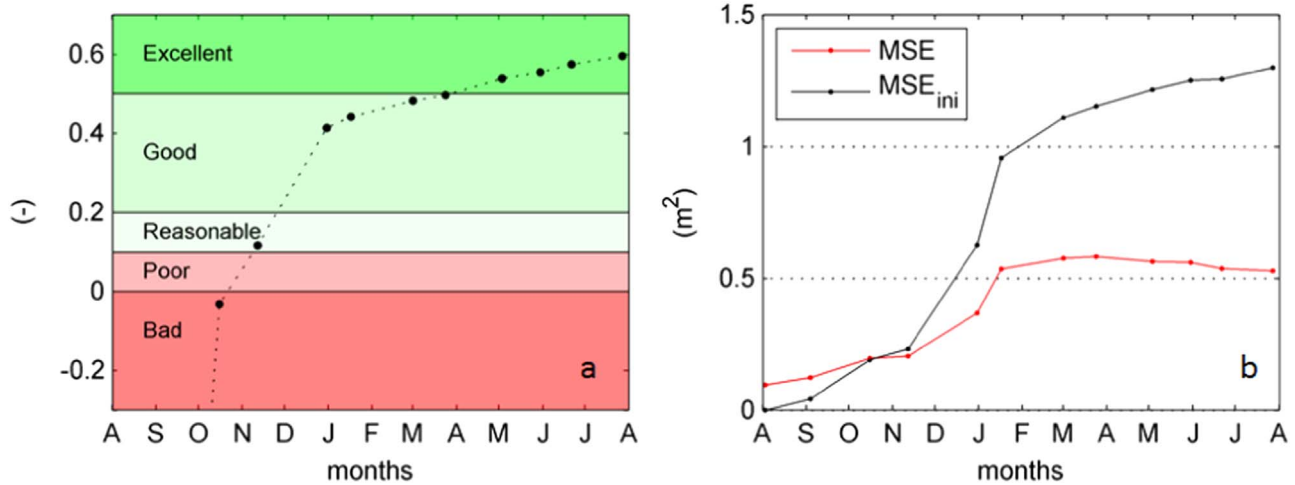 0.6
0.4
0.2
0
-0.2
(-)
Excellent
Good
Reasonable
Poor
Bad
a
A S O N D J F M A M J J A
months
1.5
1
0.5
0
(m²)
MSE
MSEini
b
A S O N D J F M A M J J A
months